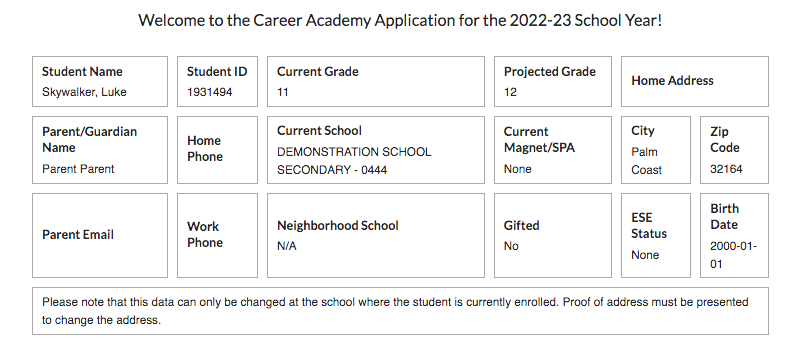 Welcome to the Career Academy Application for the 2022-23 School Year!
Student Name
Skywalker, Luke
Student ID
1931494
Current Grade
11
Projected Grade
12
Home Address
Parent/Guardian
Name
Parent Parent
Home
Phone
Current School
DEMONSTRATION SCHOOL
SECONDARY - 0444
Current
Magnet/SPA
None
City
Palm
Coast
Zip
Code
32164
Parent Email
Work
Phone
Neighborhood School
N/A
Gifted
No
ESE
Status
None
Birth
Date
2000-01-
01
Please note that this data can only be changed at the school where the student is currently enrolled. Proof of address must be presented
to change the address.